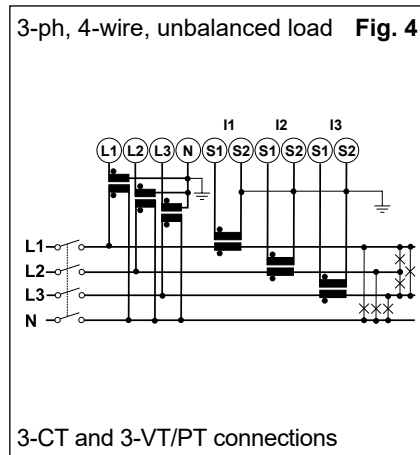 3-ph, 4-wire, unbalanced load Fig. 4
I1 I2 I3
L1 L2 L3 N S1 S2 S1 S2 S1 S2
L1
L2
L3
N
3-CT and 3-VT/PT connections